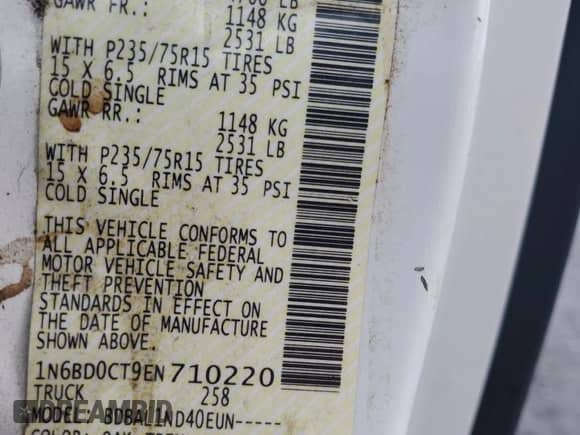 GAWR FR.: 1148 KG
2531 LB
WITH P235/75R15 TIRES
15 X 6.5 RIMS AT 35 PSI
COLD SINGLE
GAWR RR.: 1148 KG
2531 LB
WITH P235/75R15 TIRES
15 X 6.5 RIMS AT 35 PSI
COLD SINGLE
THIS VEHICLE CONFORMS TO
ALL APPLICABLE FEDERAL
MOTOR VEHICLE SAFETY AND
THEFT PREVENTION
STANDARDS IN EFFECT ON
THE DATE OF MANUFACTURE
SHOWN ABOVE.
1N6BD0CT9EN710220
TRUCK 258
MODEL: BDBALIND40EUN-----